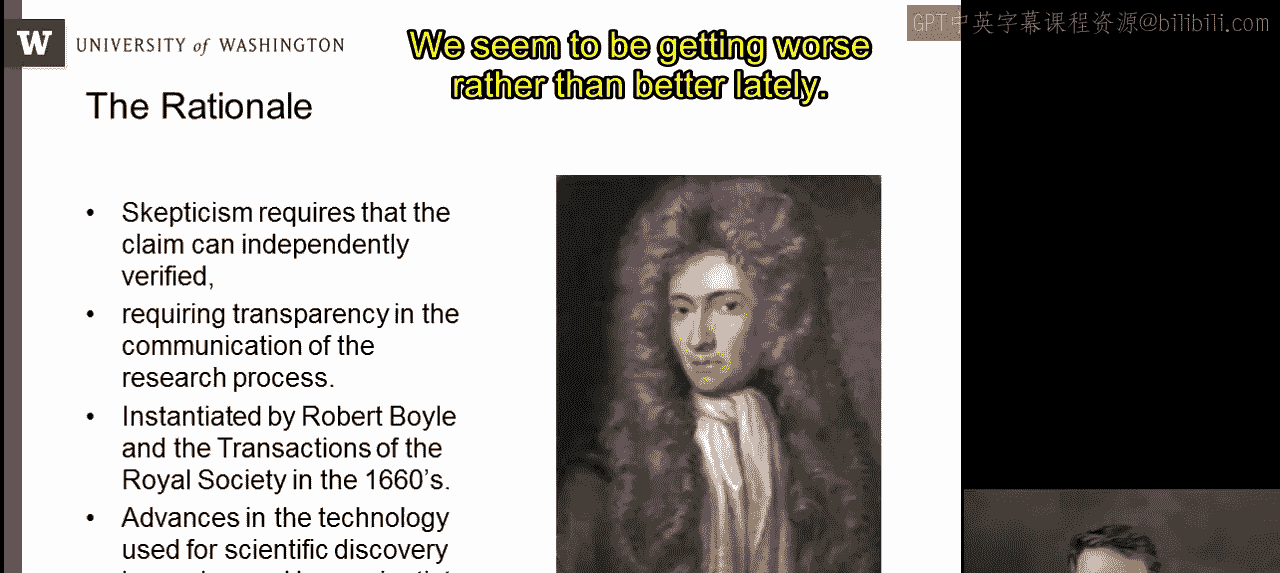 W UNIVERSITY of WASHINGTON
We seem to be getting worse
rather than better lately.
GPT中英字幕课程资源@bilibili.com
The Rationale
• Skepticism requires that the
claim can independently
verified,
• requiring transparency in the
communication of the
research process.
• Instantiated by Robert Boyle
and the Transactions of the
Royal Society in the 1660’s.
• Advances in the technology
used for scientific discovery